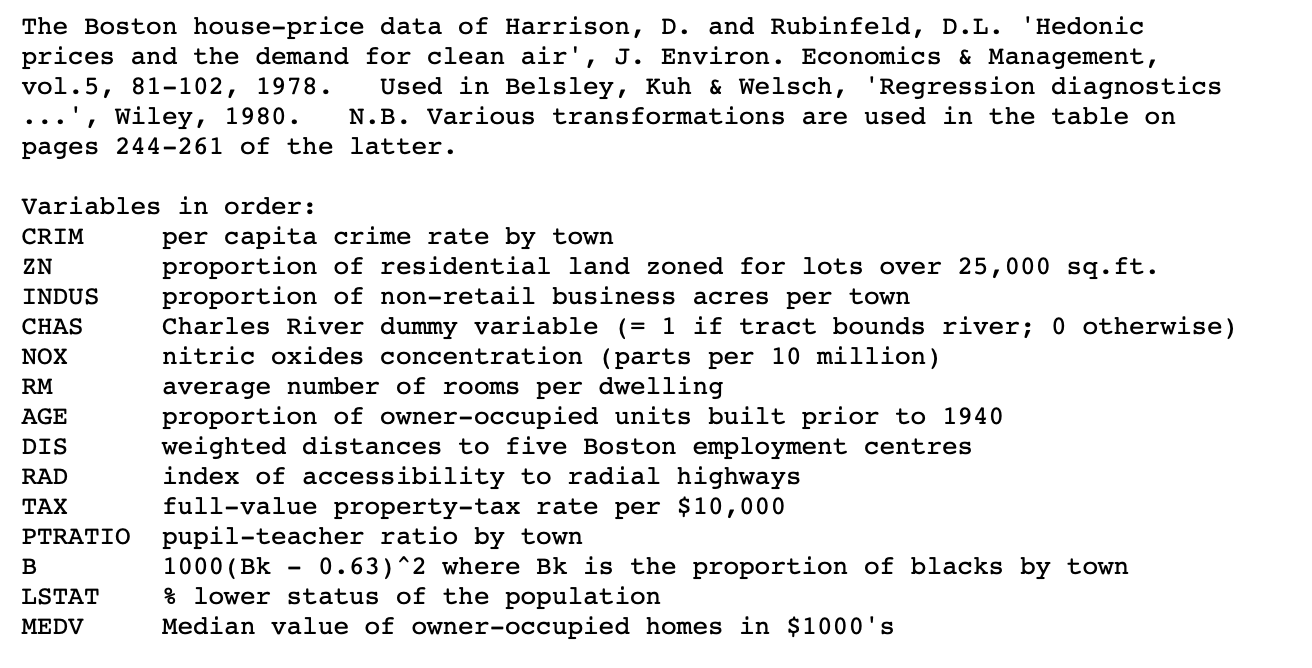 The Boston house-price data of Harrison, D. and Rubinfeld, D.L. 'Hedonic
prices and the demand for clean air', J. Environ. Economics & Management,
vol.5, 81-102, 1978.   Used in Belsley, Kuh & Welsch, 'Regression diagnostics
...', Wiley, 1980.   N.B. Various transformations are used in the table on
pages 244-261 of the latter.

Variables in order:
CRIM     per capita crime rate by town
ZN       proportion of residential land zoned for lots over 25,000 sq.ft.
INDUS    proportion of non-retail business acres per town
CHAS     Charles River dummy variable (= 1 if tract bounds river; 0 otherwise)
NOX      nitric oxides concentration (parts per 10 million)
RM       average number of rooms per dwelling
AGE      proportion of owner-occupied units built prior to 1940
DIS      weighted distances to five Boston employment centres
RAD      index of accessibility to radial highways
TAX      full-value property-tax rate per $10,000
PTRATIO  pupil-teacher ratio by town
B        1000(Bk - 0.63)^2 where Bk is the proportion of blacks by town
LSTAT    % lower status of the population
MEDV     Median value of owner-occupied homes in $1000's